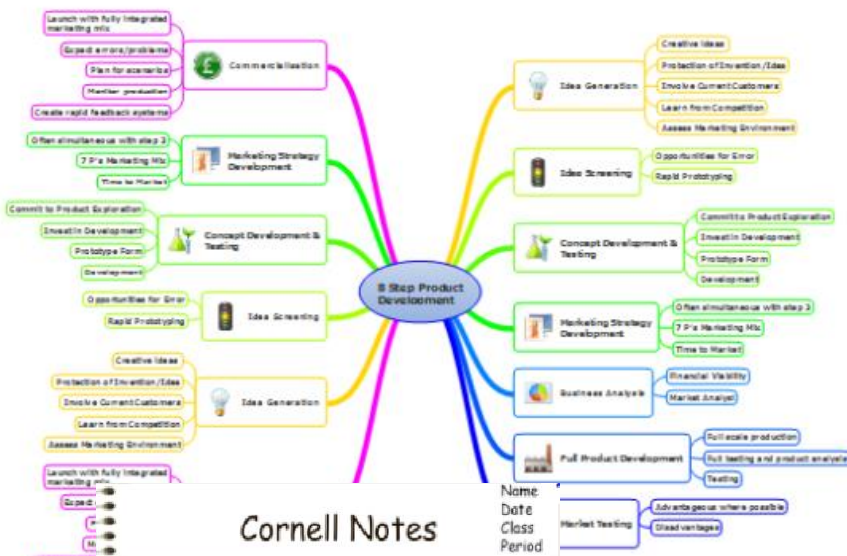 Launch with fully integrated
marketing mix
Expect errors/problems
Plan for scenarios
Monitor production
Create rapid feedback systems
Commercialisation
Often simultaneous with step 3
7 P's Marketing Mix
Time to Market
Marketing Strategy
Development
Commit to Product Exploration
Invest in Development
Prototype Form
Development
Concept Development &
Testing
Opportunities for Error
Rapid Prototyping
Idea Screening
Creative Ideas
Protection of Invention/Idea
Involve Current Customers
Learn from Competition
Assess Marketing Environment
Idea Generation
Launch with fully integrated
marketing mix
8 Step Product
Development
Idea Generation
Creative Ideas
Protection of Invention/Idea
Involve Current Customers
Learn from Competition
Assess Marketing Environment
Idea Screening
Opportunities for Error
Rapid Prototyping
Concept Development &
Testing
Commit to Product Exploration
Invest in Development
Prototype Form
Development
Marketing Strategy
Development
Often simultaneous with step 3
7 P's Marketing Mix
Time to Market
Business Analysis
Financial Viability
Market Analyst
Full Product Development
Full scale production
Full testing and product analysis
Testing
Market Testing
Advantageous where possible
Disadvantages
Cornell Notes
Name
Date
Class
Period